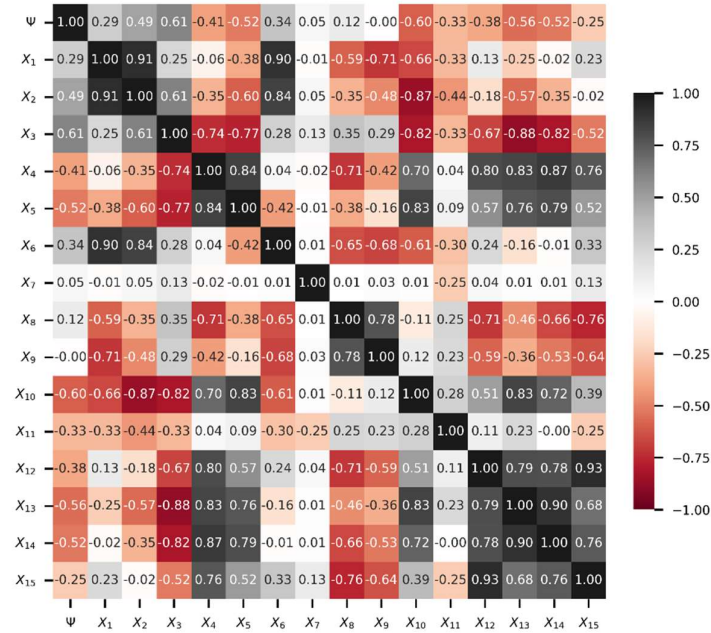 Ψ 1.00 0.29 0.49 0.61 -0.41 -0.52 0.34 0.05 0.12 -0.00 -0.60 -0.33 -0.38 -0.56 -0.52 -0.25
X₁ 0.29 1.00 0.91 0.25 -0.06 -0.38 0.90 -0.01 -0.59 -0.71 -0.66 -0.33 0.13 -0.25 -0.02 0.23
X₂ 0.49 0.91 1.00 0.61 -0.35 -0.60 0.84 0.05 -0.35 -0.48 -0.87 -0.44 -0.18 -0.57 -0.35 -0.02
X₃ 0.61 0.25 0.61 1.00 -0.74 -0.77 0.28 0.13 0.35 0.29 -0.82 -0.33 -0.67 -0.88 -0.82 -0.52
X₄ -0.41 -0.06 -0.35 -0.74 1.00 0.84 0.04 -0.02 -0.71 -0.42 0.70 0.04 0.80 0.83 0.87 0.76
X₅ -0.52 -0.38 -0.60 -0.77 0.84 1.00 -0.42 -0.01 -0.38 -0.16 0.83 0.09 0.57 0.76 0.79 0.52
X₆ 0.34 0.90 0.84 0.28 0.04 -0.42 1.00 0.01 -0.65 -0.68 -0.61 -0.30 0.24 -0.16 -0.01 0.33
X₇ 0.05 -0.01 0.05 0.13 -0.02 -0.01 0.01 1.00 0.01 0.03 0.01 -0.25 0.04 0.01 0.01 0.13
X₈ 0.12 -0.59 -0.35 0.35 -0.71 -0.38 -0.65 0.01 1.00 0.78 -0.11 0.25 -0.71 -0.46 -0.66 -0.76
X₉ -0.00 -0.71 -0.48 0.29 -0.42 -0.16 -0.68 0.03 0.78 1.00 0.12 0.23 -0.59 -0.36 -0.53 -0.64
X₁₀ -0.60 -0.66 -0.87 -0.82 0.70 0.83 -0.61 0.01 -0.11 0.12 1.00 0.28 0.51 0.83 0.72 0.39
X₁₁ -0.33 -0.33 -0.44 -0.33 0.04 0.09 -0.30 -0.25 0.25 0.23 0.28 1.00 0.11 0.23 -0.00 -0.25
X₁₂ -0.38 0.13 -0.18 -0.67 0.80 0.57 0.24 0.04 -0.71 -0.59 0.51 0.11 1.00 0.79 0.78 0.93
X₁₃ -0.56 -0.25 -0.57 -0.88 0.83 0.76 -0.16 0.01 -0.46 -0.36 0.83 0.23 0.79 1.00 0.90 0.68
X₁₄ -0.52 -0.02 -0.35 -0.82 0.87 0.79 -0.01 0.01 -0.66 -0.53 0.72 -0.00 0.78 0.90 1.00 0.76
X₁₅ -0.25 0.23 -0.02 -0.52 0.76 0.52 0.33 0.13 -0.76 -0.64 0.39 -0.25 0.93 0.68 0.76 1.00
Ψ X₁ X₂ X₃ X₄ X₅ X₆ X₇ X₈ X₉ X₁₀ X₁₁ X₁₂ X₁₃ X₁₄ X₁₅
1.00
0.75
0.50
0.25
0.00
−0.25
−0.50
−0.75
−1.00